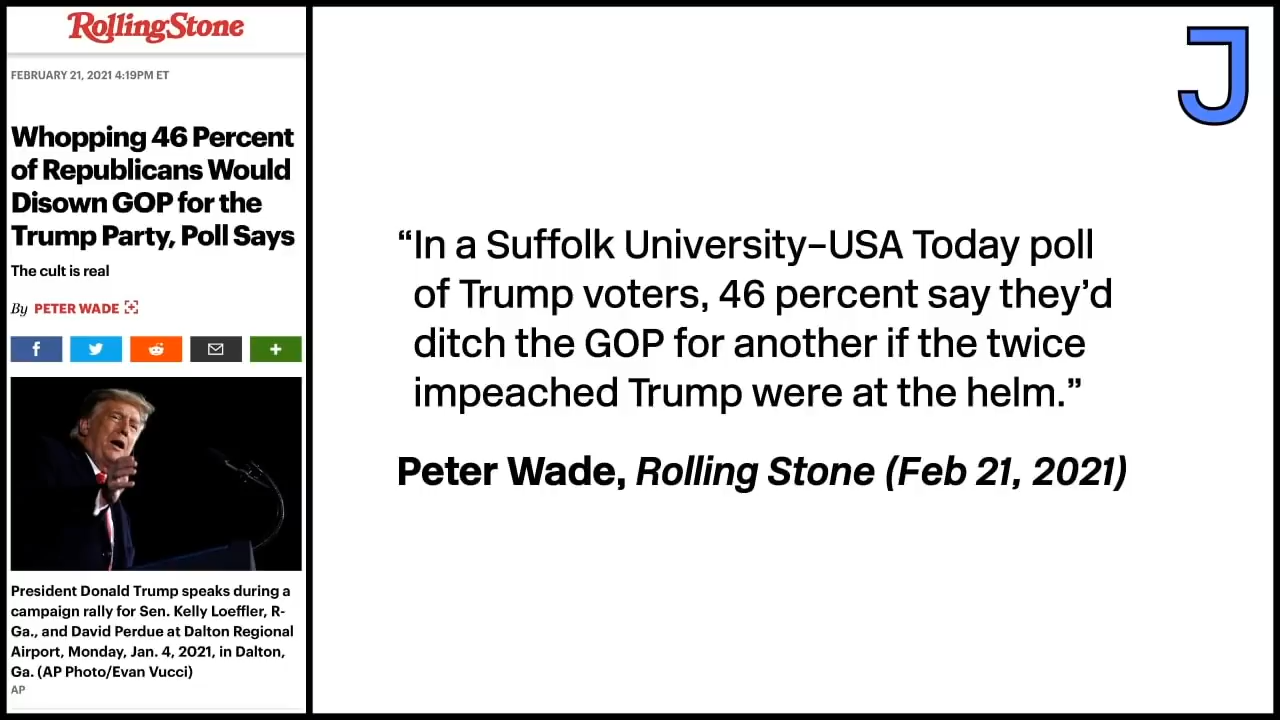 RollingStone
FEBRUARY 21, 2021 4:19PM ET
Whopping 46 Percent
of Republicans Would
Disown GOP for the
Trump Party, Poll Says
The cult is real
By PETER WADE
President Donald Trump speaks during a
campaign rally for Sen. Kelly Loeffler, R-
Ga., and David Perdue at Dalton Regional
Airport, Monday, Jan. 4, 2021, in Dalton,
Ga. (AP Photo/Evan Vucci)
AP
J
“In a Suffolk University–USA Today poll
of Trump voters, 46 percent say they’d
ditch the GOP for another if the twice
impeached Trump were at the helm.”
Peter Wade, Rolling Stone (Feb 21, 2021)